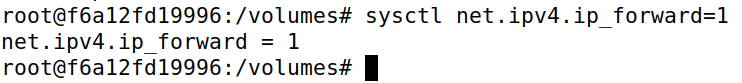 root@f6a12fd19996:/volumes# sysctl net.ipv4.ip_forward=1
net.ipv4.ip_forward = 1
root@f6a12fd19996:/volumes#